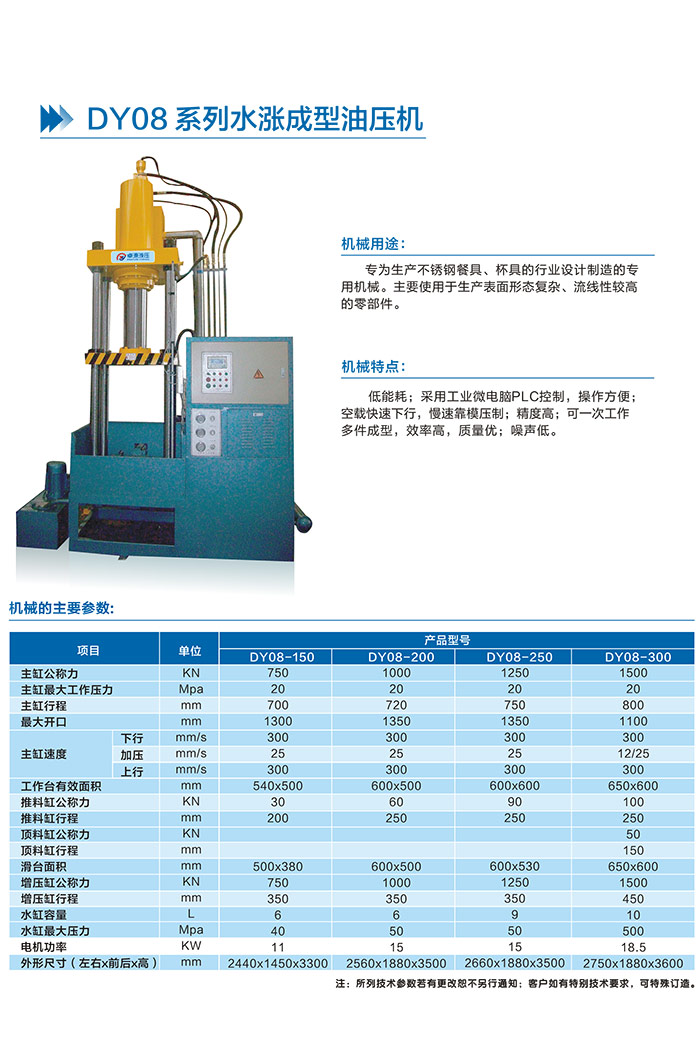 DY08系列水涨成型油压机
卓泰液压
机械用途：
专为生产不锈钢餐具、杯具的行业设计制造的专
用机械。主要使用于生产表面形态复杂、流线性较高
的零部件。
机械特点：
低能耗；采用工业微电脑PLC控制，操作方便；
空载快速下行，慢速靠模压制；精度高；可一次工作
多件成型，效率高，质量优；噪声低。
机械的主要参数：
项目 单位 产品型号
DY08-150 DY08-200 DY08-250 DY08-300
主缸公称力 KN 750 1000 1250 1500
主缸最大工作压力 Mpa 20 20 20 20
主缸行程 mm 700 720 750 800
最大开口 mm 1300 1350 1350 1100
主缸速度 下行 mm/s 300 300 300 300
加压 mm/s 25 25 25 12/25
上行 mm/s 300 300 300 300
工作台有效面积 mm 540x500 600x500 600x600 650x600
推料缸公称力 KN 30 60 90 100
推料缸行程 mm 200 250 250 250
顶料缸公称力 KN 50
顶料缸行程 mm 150
滑台面积 mm 500x380 600x500 600x530 650x600
增压缸公称力 KN 750 1000 1250 1500
增压缸行程 mm 350 350 350 450
水缸容量 L 6 6 9 10
水缸最大压力 Mpa 40 50 50 500
电机功率 KW 11 15 15 18.5
外形尺寸（左右x前后x高） mm 2440x1450x3300 2560x1880x3500 2660x1880x3500 2750x1880x3600
注：所列技术参数若有更改恕不另行通知；客户如有特别技术要求，可特殊订造。